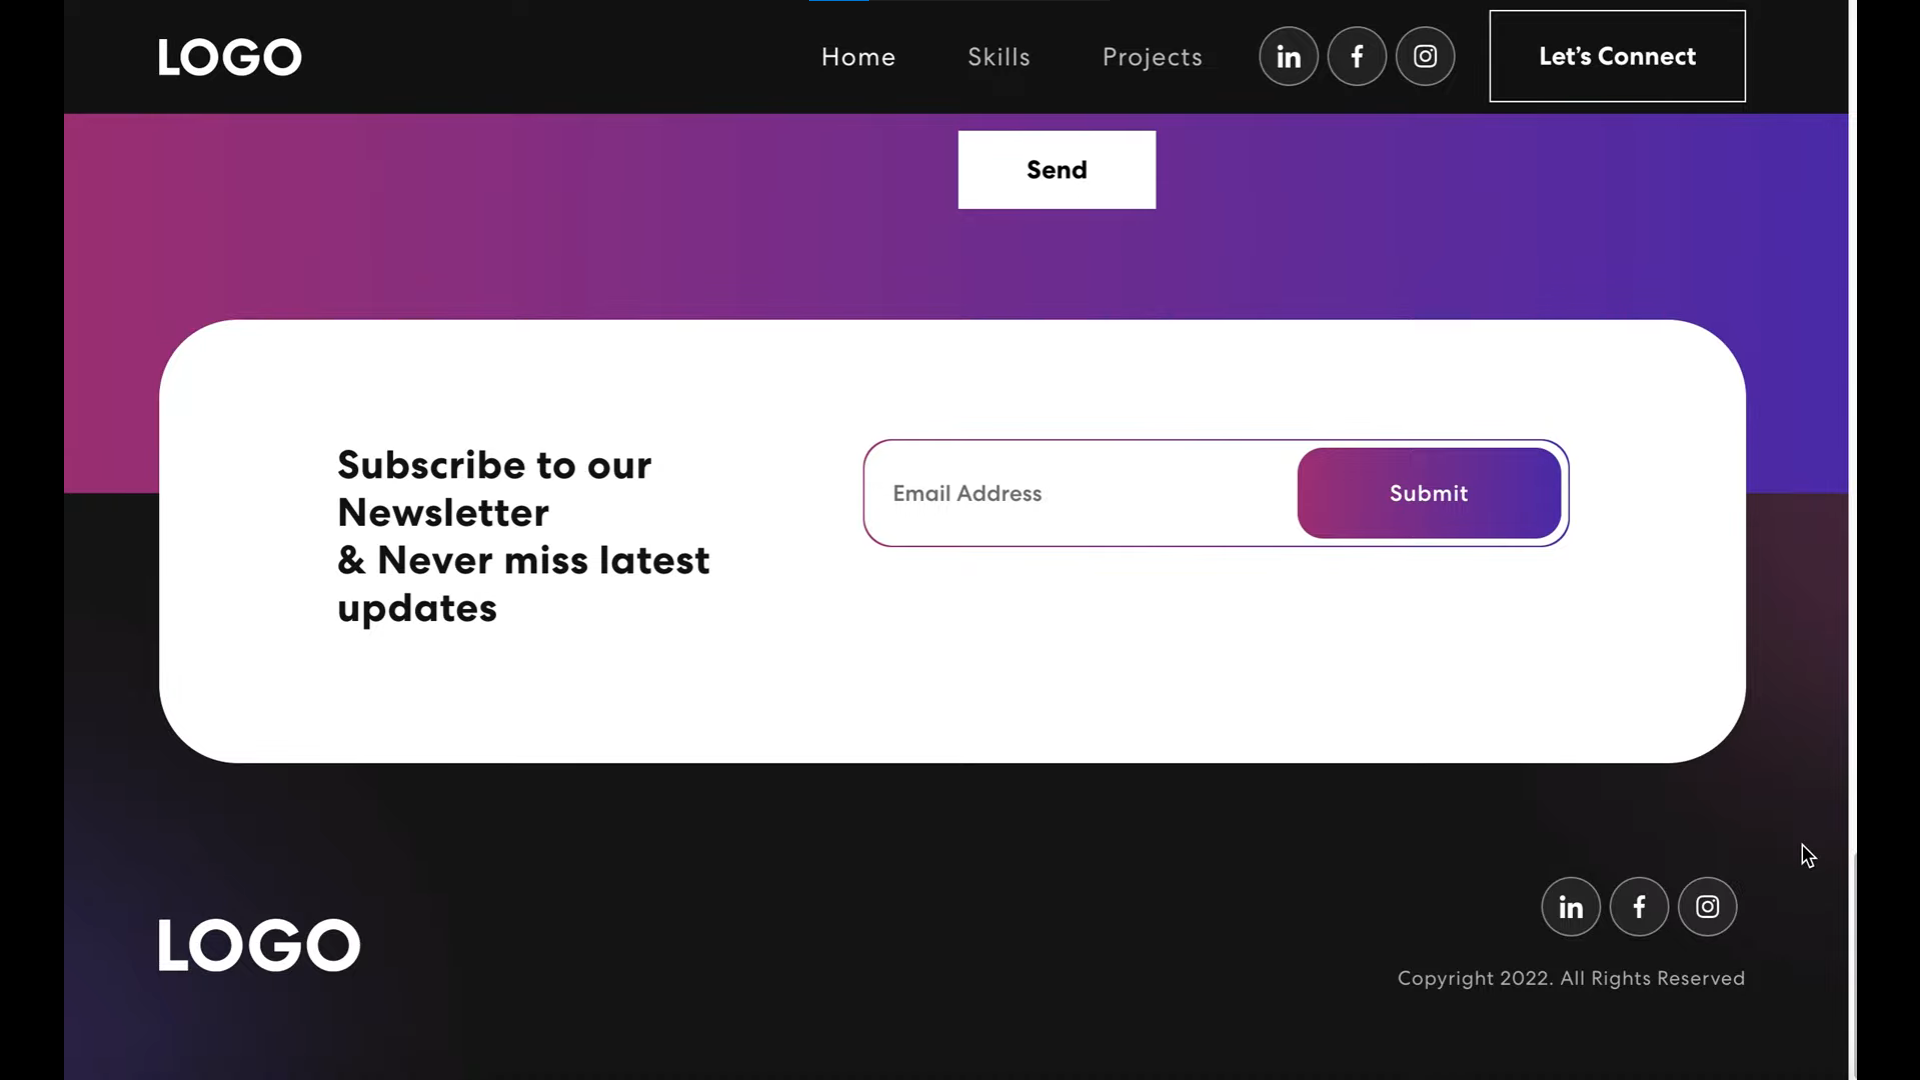 LOGO
Home
Skills
Projects
Let’s Connect
Send
Subscribe to our
Newsletter
& Never miss latest
updates
Email Address
Submit
LOGO
Copyright 2022. All Rights Reserved